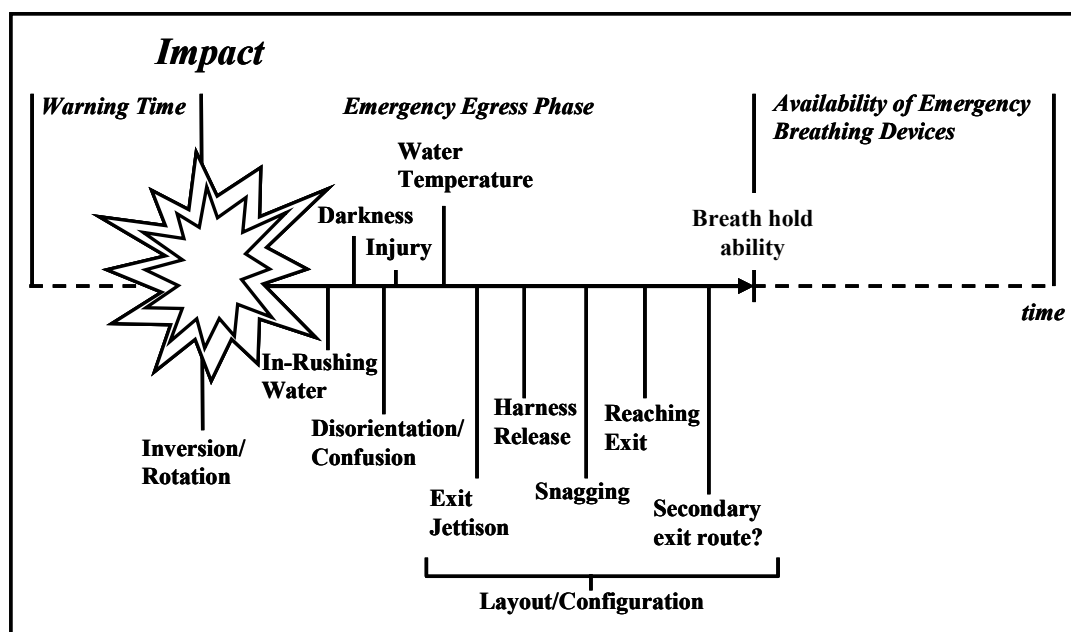 Impact
Warning Time
Emergency Egress Phase
Availability of Emergency
Breathing Devices
Water
Temperature
Darkness
Injury
Breath hold
ability
time
In-Rushing
Water
Disorientation/
Confusion
Inversion/
Rotation
Exit
Jettison
Harness
Release
Snagging
Reaching
Exit
Secondary
exit route?
Layout/Configuration